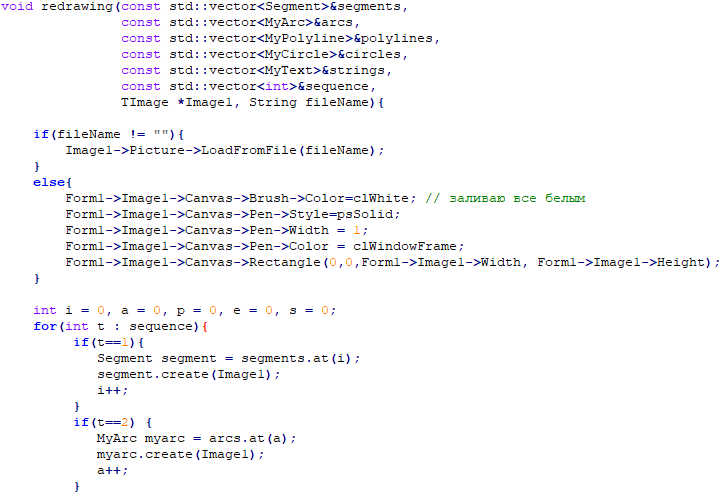 void redrawing(const std::vector<Segment>&segments,
               const std::vector<MyArc>&arcs,
               const std::vector<MyPolyline>&polylines,
               const std::vector<MyCircle>&circles,
               const std::vector<MyText>&strings,
               const std::vector<int>&sequence,
               TImage *Image1, String fileName){

    if(fileName != ""){
        Image1->Picture->LoadFromFile(fileName);
    }
    else{
        Form1->Image1->Canvas->Brush->Color=clWhite; // заливаю все белым
        Form1->Image1->Canvas->Pen->Style=psSolid;
        Form1->Image1->Canvas->Pen->Width = 1;
        Form1->Image1->Canvas->Pen->Color = clWindowFrame;
        Form1->Image1->Canvas->Rectangle(0,0,Form1->Image1->Width, Form1->Image1->Height);
    }

    int i = 0, a = 0, p = 0, e = 0, s = 0;
    for(int t : sequence){
         if(t==1){
            Segment segment = segments.at(i);
            segment.create(Image1);
            i++;
         }
         if(t==2) {
            MyArc myarc = arcs.at(a);
            myarc.create(Image1);
            a++;
         }